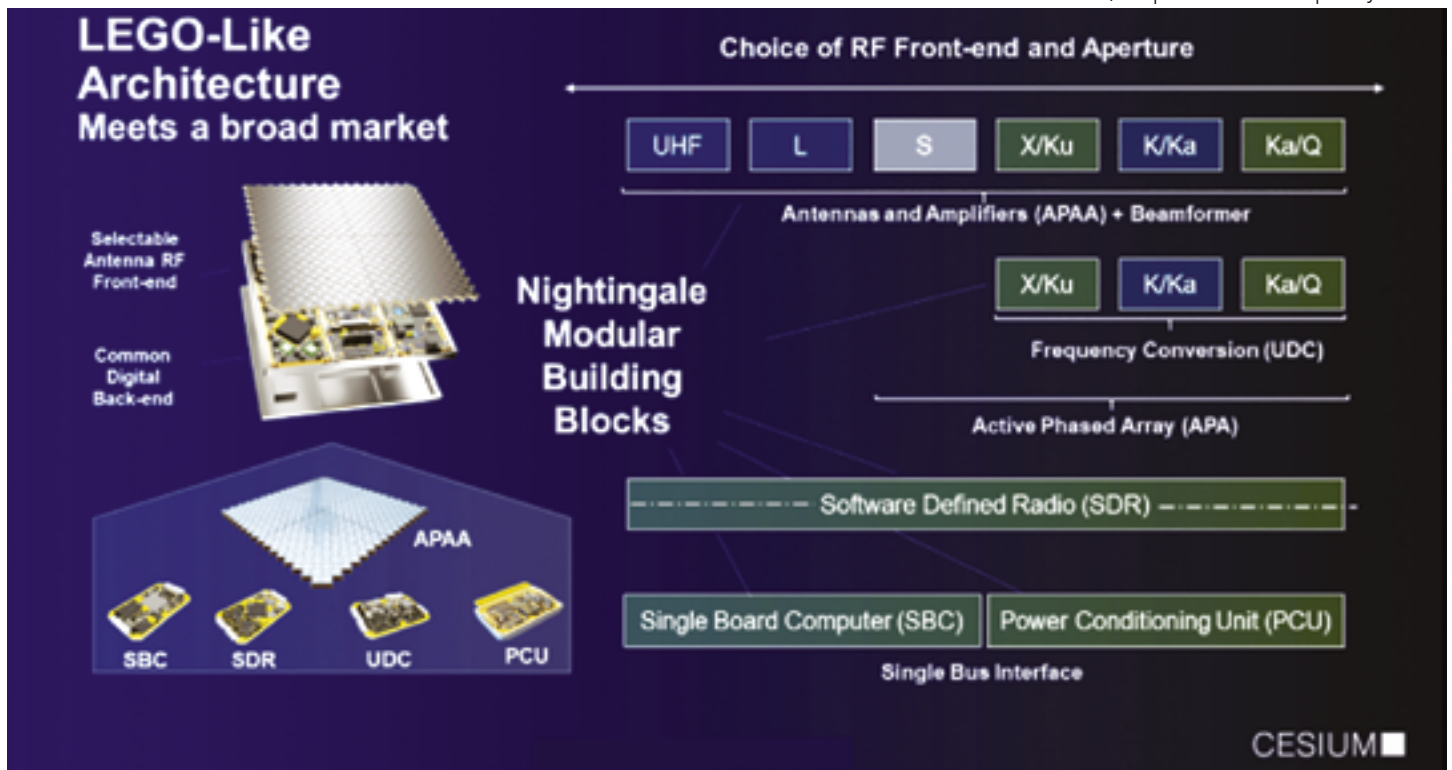 LEGO-Like
Architecture
Meets a broad market
Selectable
Antenna RF
Front-end
Common
Digital
Back-end
APAA
SBC
SDR
UDC
PCU
Nightingale
Modular
Building
Blocks
Choice of RF Front-end and Aperture
UHF
L
S
X/Ku
K/Ka
Ka/Q
Antennas and Amplifiers (APAA) + Beamformer
X/Ku
K/Ka
Ka/Q
Frequency Conversion (UDC)
Active Phased Array (APA)
Software Defined Radio (SDR)
Single Board Computer (SBC)
Power Conditioning Unit (PCU)
Single Bus Interface
CESIUM